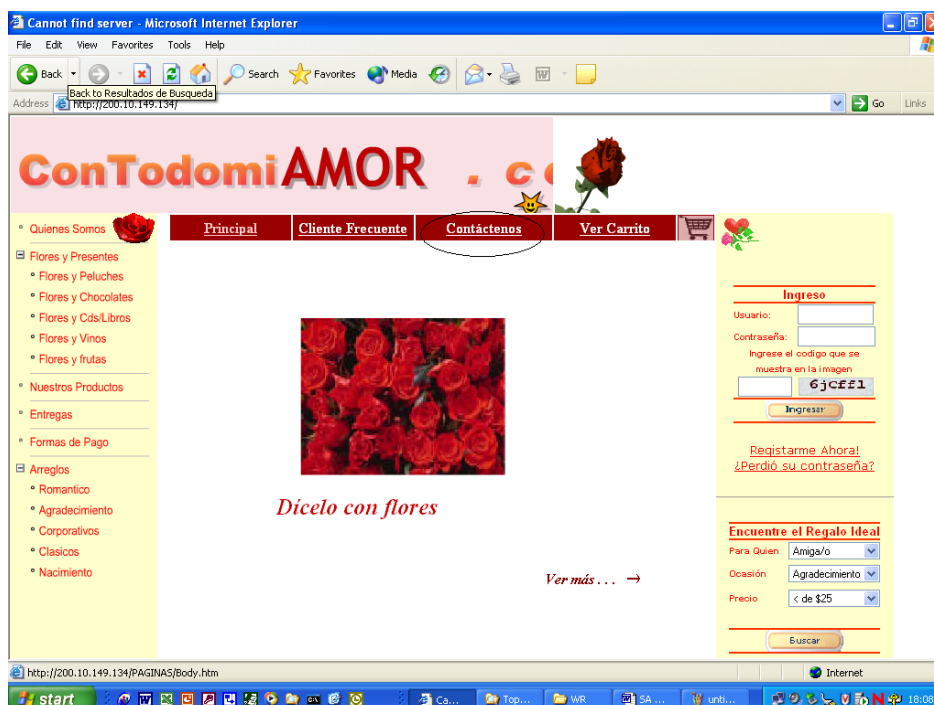 Cannot find server - Microsoft Internet Explorer
File Edit View Favorites Tools Help
Back Search Favorites Media
Back to Resultados de Busqueda
Address http://200.10.149.134/ Go Links
ConTodomiAMOR . c
Principal Cliente Frecuente Contáctenos Ver Carrito
Quienes Somos
Flores y Presentes
Flores y Peluches
Flores y Chocolates
Flores y Cds/Libros
Flores y Vinos
Flores y frutas
Nuestros Productos
Entregas
Formas de Pago
Arreglos
Romantico
Agradecimiento
Corporativos
Clasicos
Nacimiento
Dícelo con flores
Ver más . . . →
Ingreso
Usuario:
Contraseña:
Ingrese el codigo que se
muestra en la imagen
6jCffl
Ingresar
Registarme Ahora!
¿Perdió su contraseña?
Encuentre el Regalo Ideal
Para Quien Amiga/o
Ocasión Agradecimiento
Precio < de $25
Buscar
http://200.10.149.134/PAGINAS/Body.htm Internet
start Ca... Top... WR SA ... unti... 18:08